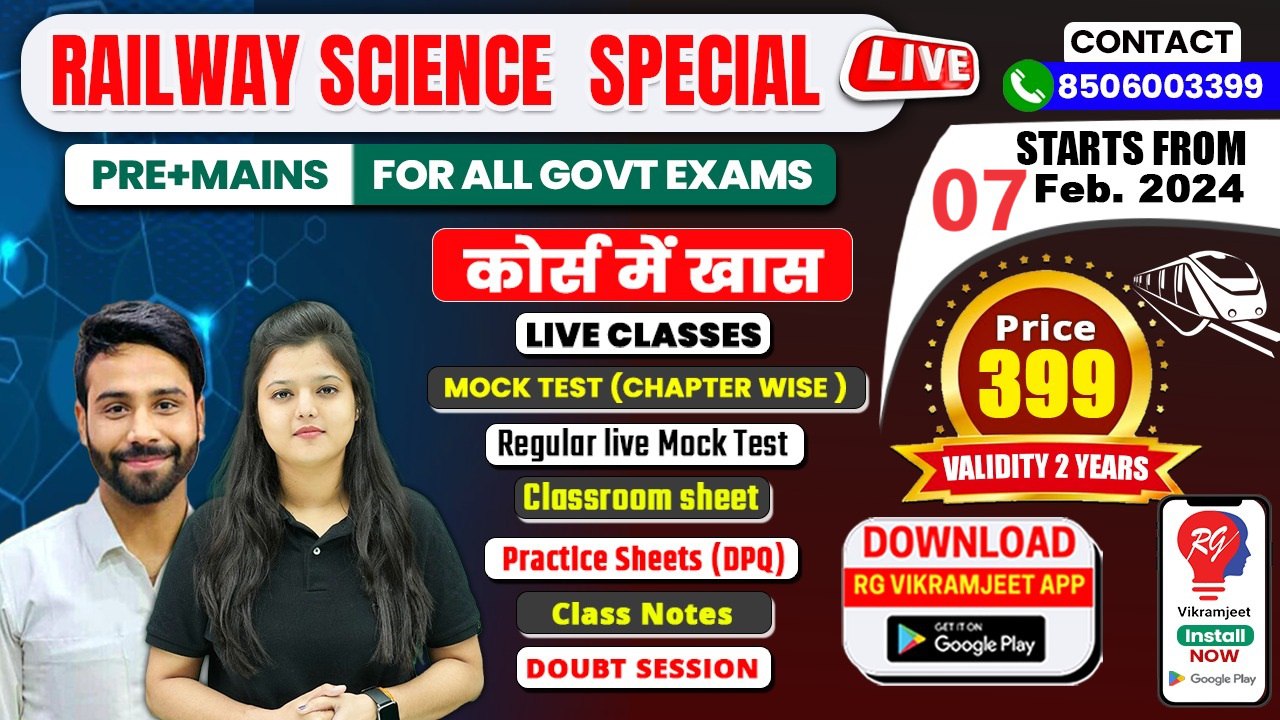 RAILWAY SCIENCE SPECIAL
LIVE
CONTACT
8506003399
PRE+MAINS FOR ALL GOVT EXAMS
STARTS FROM
07 Feb. 2024
कोर्स में खास
LIVE CLASSES
MOCK TEST (CHAPTER WISE )
Regular live Mock Test
Classroom sheet
Practice Sheets (DPQ)
Class Notes
DOUBT SESSION
Price
399
VALIDITY 2 YEARS
DOWNLOAD
RG VIKRAMJEET APP
GET IT ON
Google Play
RG
Vikramjeet
Install
NOW
Google Play